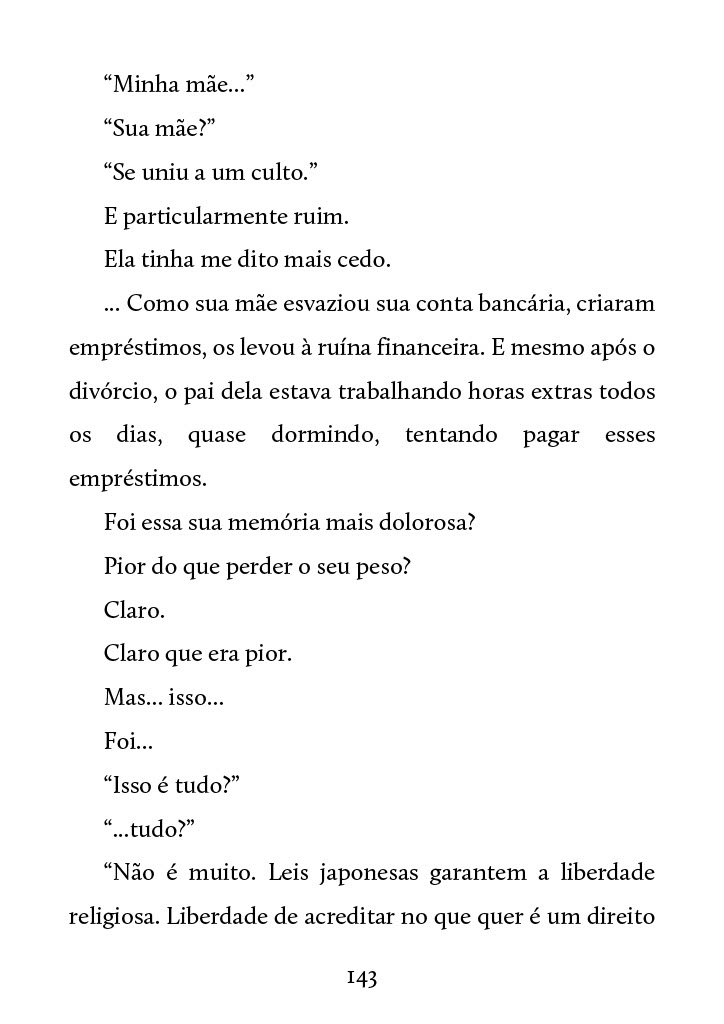 “Minha mãe...”
“Sua mãe?”
“Se uniu a um culto.”
E particularmente ruim.
Ela tinha me dito mais cedo.
... Como sua mãe esvaziou sua conta bancária, criaram
empréstimos, os levou à ruína financeira. E mesmo após o
divórcio, o pai dela estava trabalhando horas extras todos
os dias, quase dormindo, tentando pagar esses
empréstimos.
Foi essa sua memória mais dolorosa?
Pior do que perder o seu peso?
Claro.
Claro que era pior.
Mas... isso...
Foi...
“Isso é tudo?”
“...tudo?”
“Não é muito. Leis japonesas garantem a liberdade
religiosa. Liberdade de acreditar no que quer é um direito
143